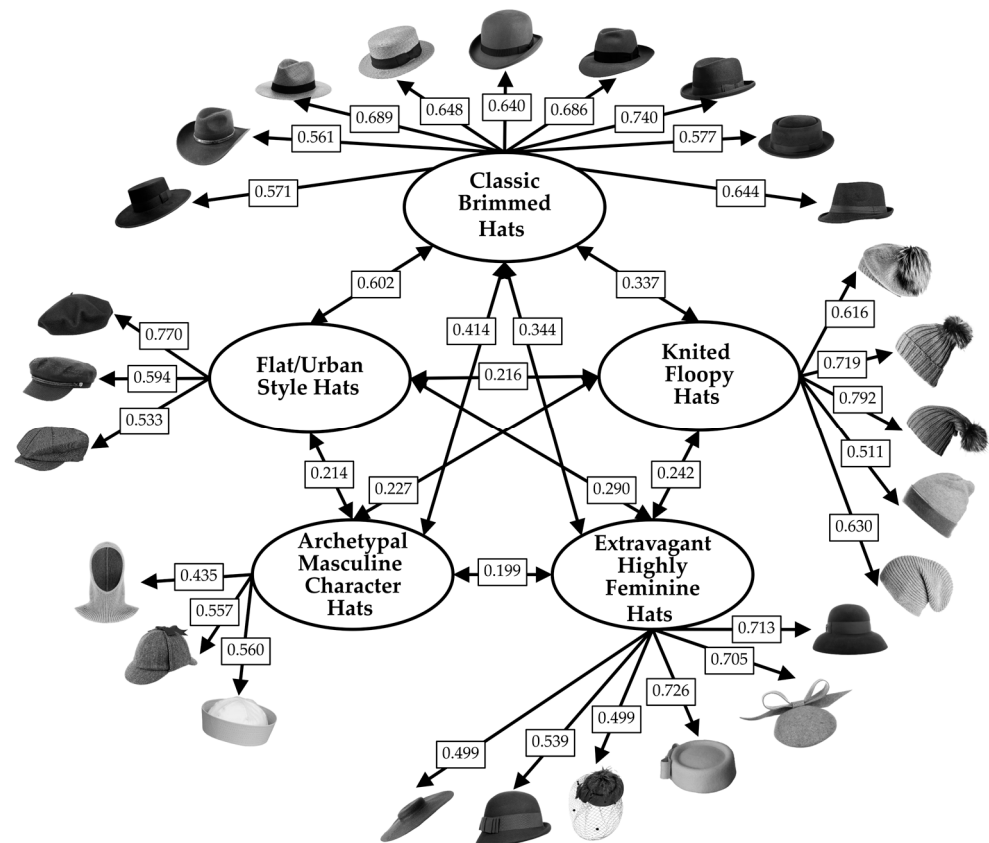 0.640
0.648
0.686
0.689
0.740
0.561
0.577
0.571
0.644
Classic
Brimmed
Hats
0.602
0.337
0.616
0.414
0.344
0.770
0.719
Flat/Urban
Style Hats
0.594
0.533
0.216
Knited
Floopy
Hats
0.792
0.511
0.630
0.214
0.227
0.290
0.242
Archetypal
Masculine
Character
Hats
0.199
Extravagant
Highly
Feminine
Hats
0.435
0.557
0.560
0.713
0.705
0.726
0.499
0.539
0.499